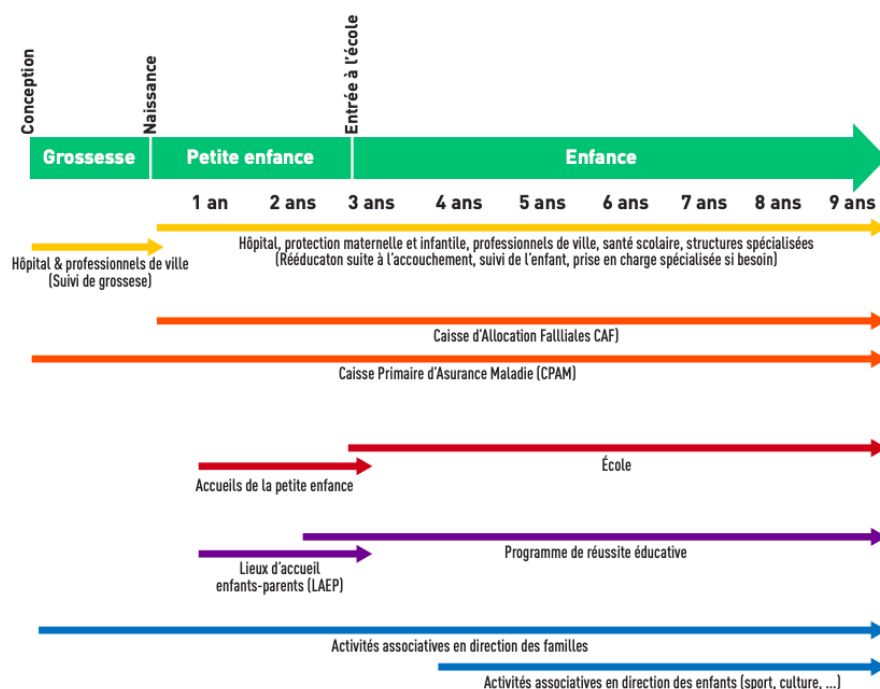 Conception
Naissance
Entrée à l'école
Grossesse
Petite enfance
Enfance
1 an
2 ans
3 ans
4 ans
5 ans
6 ans
7 ans
8 ans
9 ans
Hôpital & professionnels de ville
(Suivi de grossese)
Hôpital, protection maternelle et infantile, professionnels de ville, santé scolaire, structures spécialisées
(Rééducaton suite à l'accouchement, suivi de l'enfant, prise en charge spécialisée si besoin)
Caisse d'Allocation Fallliales CAF)
Caisse Primaire d'Asurance Maladie (CPAM)
École
Accueils de la petite enfance
Programme de réussite éducative
Lieux d'accueil
enfants-parents (LAEP)
Activités associatives en direction des familles
Activités associatives en direction des enfants (sport, culture, ...)